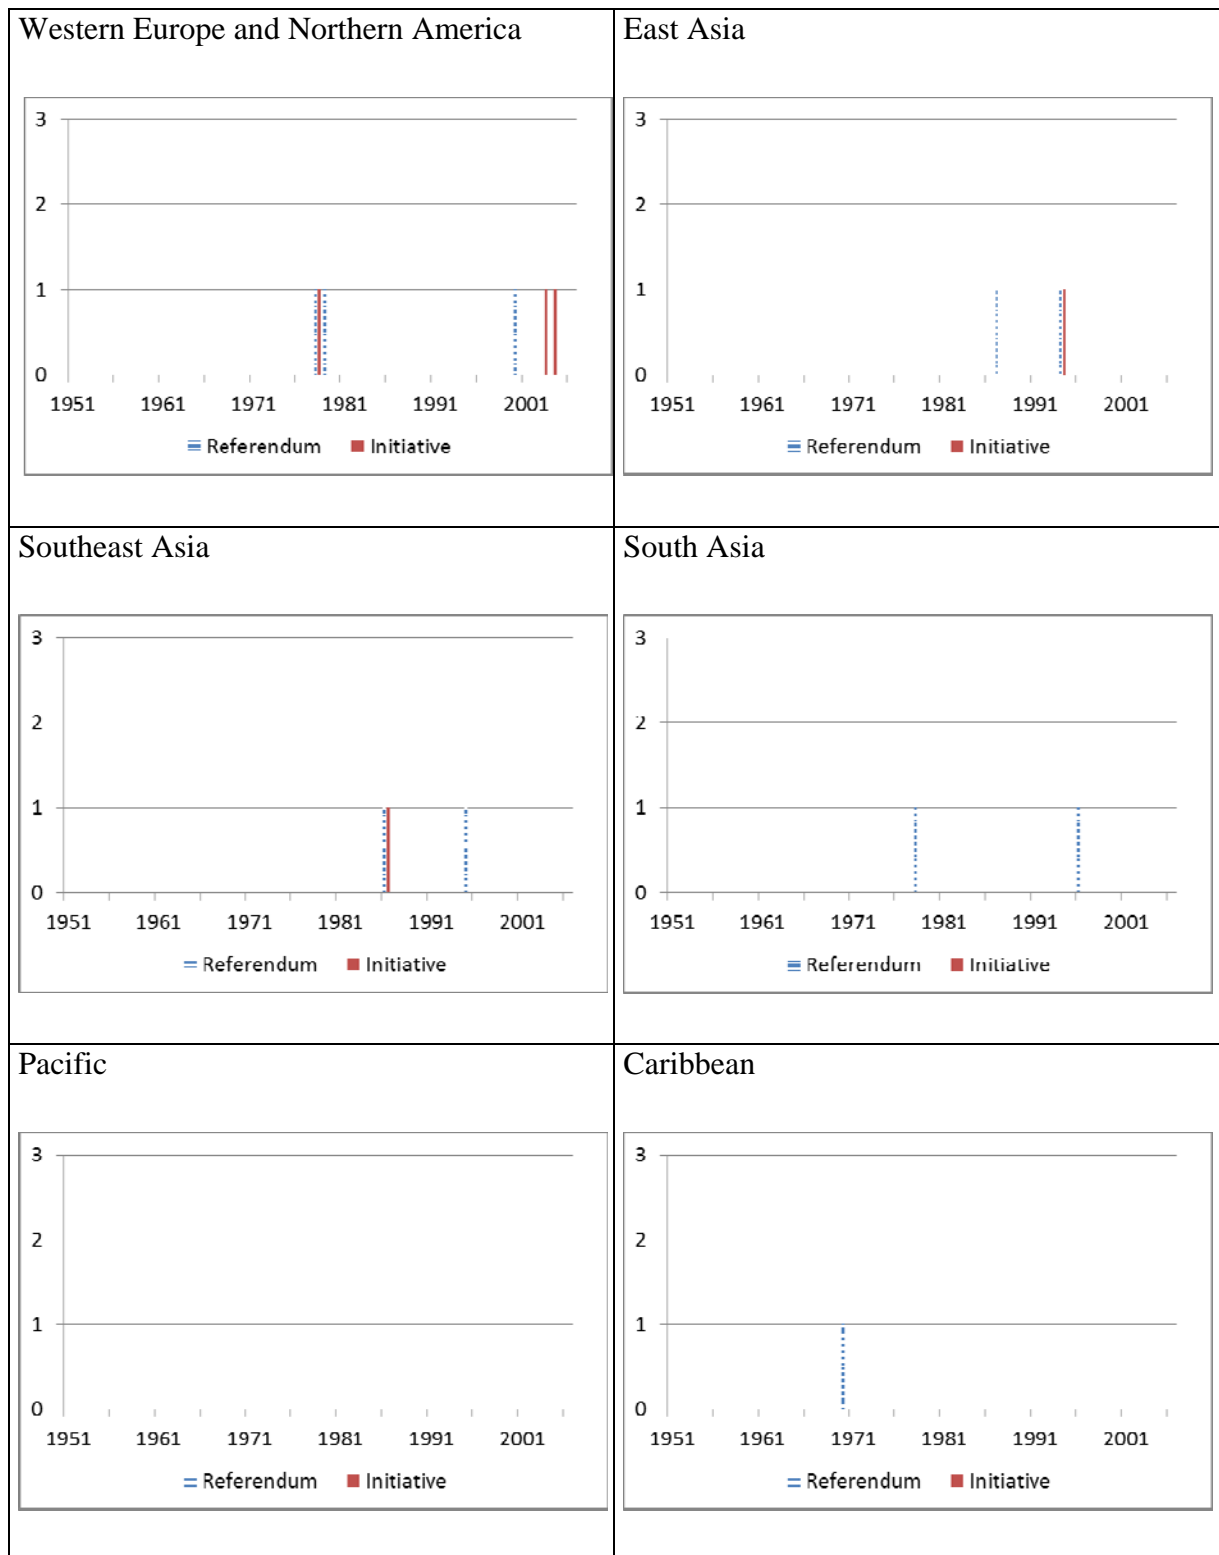 Western Europe and Northern America
3
2
1
0
1951 1961 1971 1981 1991 2001
Referendum Initiative
East Asia
3
2
1
0
1951 1961 1971 1981 1991 2001
Referendum Initiative
Southeast Asia
3
2
1
0
1951 1961 1971 1981 1991 2001
Referendum Initiative
South Asia
3
2
1
0
1951 1961 1971 1981 1991 2001
Referendum Initiative
Pacific
3
2
1
0
1951 1961 1971 1981 1991 2001
Referendum Initiative
Caribbean
3
2
1
0
1951 1961 1971 1981 1991 2001
Referendum Initiative